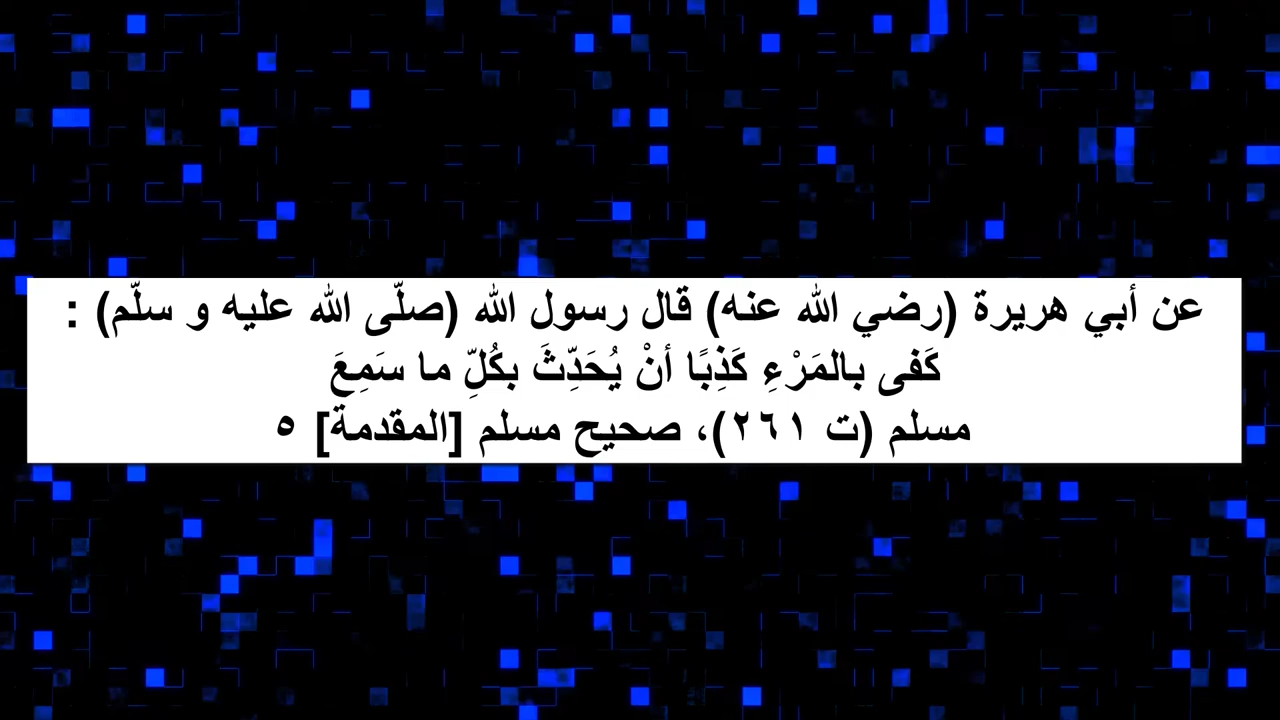 عن أبي هريرة (رضي الله عنه) قال رسول الله (صلّى الله عليه و سلّم) :
كَفى بالمَرْءِ كَذِبًا أنْ يُحَدِّثَ بكُلِّ ما سَمِعَ
مسلم (ت ٢٦١)، صحيح مسلم [المقدمة] ٥